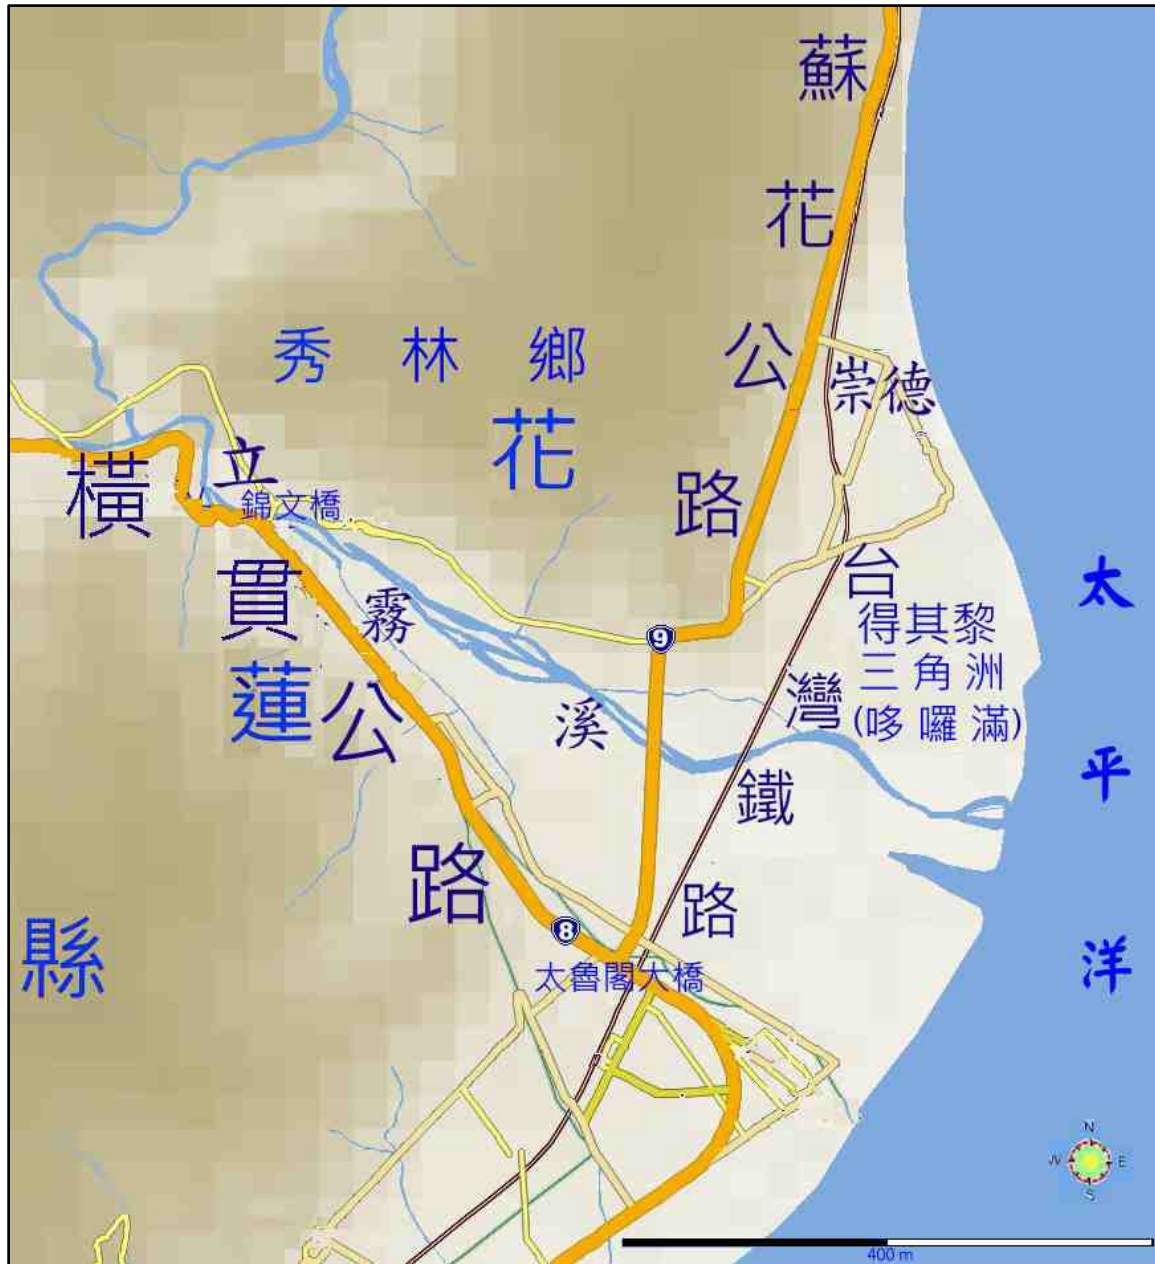 蘇花公路
秀林鄉
花蓮縣
崇德
橫貫公路
立霧溪
錦文橋
台灣鐵路
得其黎
三角洲
(哆囉滿)
太平洋
9
8
太魯閣大橋
N
W E
S
400 m